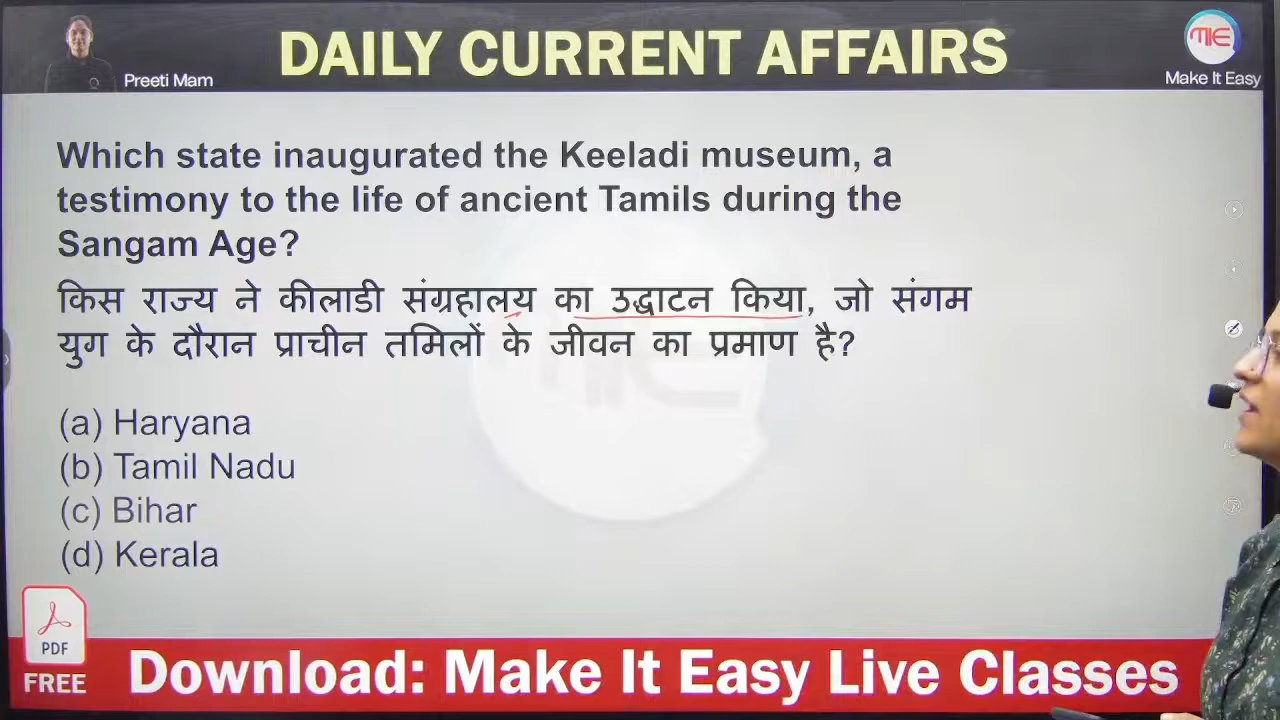 DAILY CURRENT AFFAIRS
Preeti Mam
MIE
Make It Easy
Which state inaugurated the Keeladi museum, a
testimony to the life of ancient Tamils during the
Sangam Age?
किस राज्य ने कीलाडी संग्रहालय का उद्घाटन किया, जो संगम
युग के दौरान प्राचीन तमिलों के जीवन का प्रमाण है?
(a) Haryana
(b) Tamil Nadu
(c) Bihar
(d) Kerala
PDF
FREE
Download: Make It Easy Live Classes